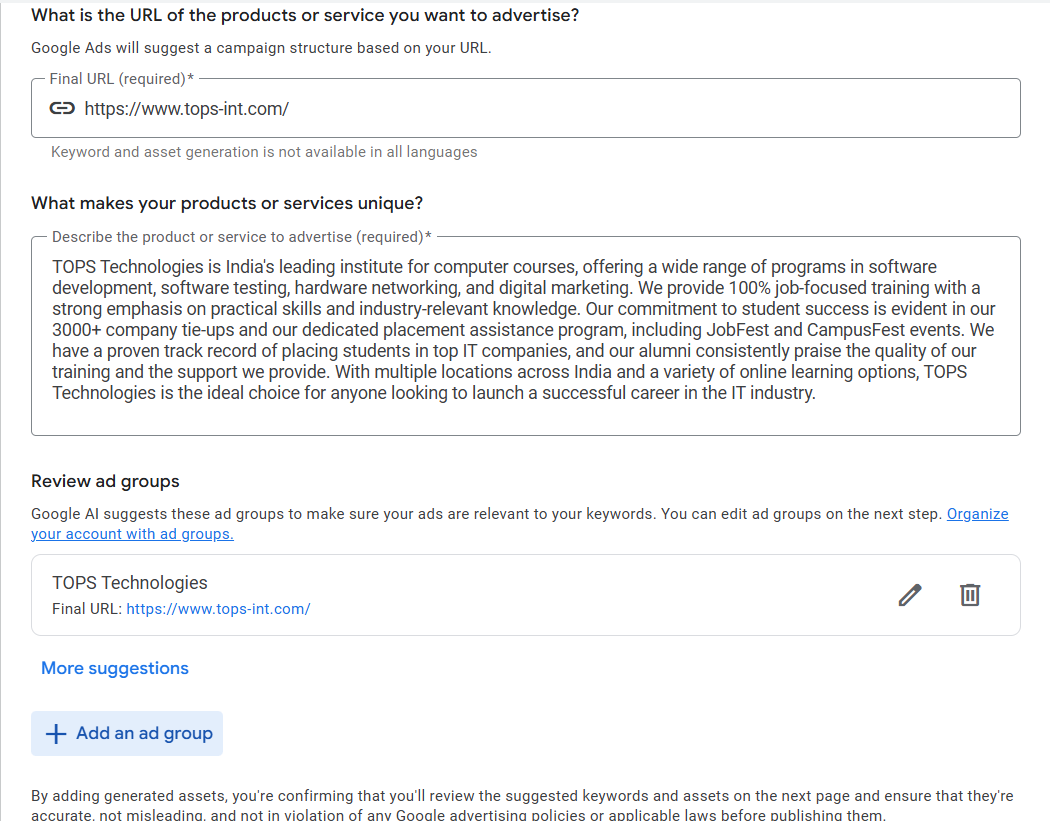 What is the URL of the products or service you want to advertise?
Google Ads will suggest a campaign structure based on your URL.
Final URL (required)*
https://www.tops-int.com/
Keyword and asset generation is not available in all languages
What makes your products or services unique?
Describe the product or service to advertise (required)*
TOPS Technologies is India's leading institute for computer courses, offering a wide range of programs in software
development, software testing, hardware networking, and digital marketing. We provide 100% job-focused training with a
strong emphasis on practical skills and industry-relevant knowledge. Our commitment to student success is evident in our
3000+ company tie-ups and our dedicated placement assistance program, including JobFest and CampusFest events. We
have a proven track record of placing students in top IT companies, and our alumni consistently praise the quality of our
training and the support we provide. With multiple locations across India and a variety of online learning options, TOPS
Technologies is the ideal choice for anyone looking to launch a successful career in the IT industry.
Review ad groups
Google AI suggests these ad groups to make sure your ads are relevant to your keywords. You can edit ad groups on the next step. Organize
your account with ad groups.
TOPS Technologies
Final URL: https://www.tops-int.com/
More suggestions
Add an ad group
By adding generated assets, you're confirming that you'll review the suggested keywords and assets on the next page and ensure that they're
accurate, not misleading, and not in violation of any Google advertising policies or applicable laws before publishing them.